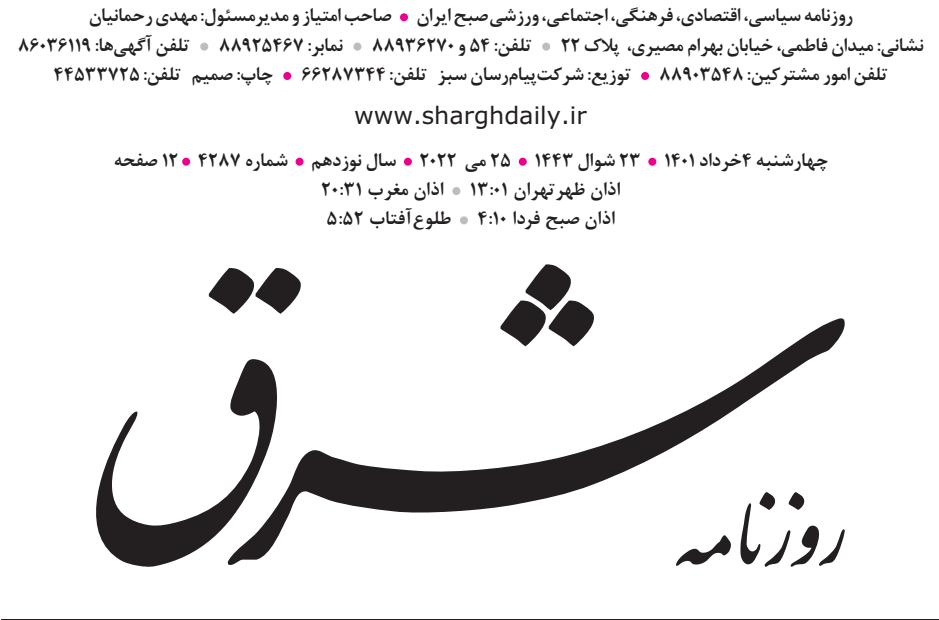 روزنامه سیاسی، اقتصادی، فرهنگی، اجتماعی، ورزشی صبح ایران • صاحب امتیاز و مدیرمسئول: مهدی رحمانیان
نشانی: میدان فاطمی، خیابان بهرام مصیری، پلاک ۲۲ • تلفن: ۵۴ و ۸۸۹۳۶۲۷۰ • نمابر: ۸۸۹۲۵۴۶۷ • تلفن آگهی‌ها: ۸۶۰۳۶۱۱۹
تلفن امور مشترکین: ۸۸۹۰۳۵۴۸ • توزیع: شرکت پیام‌رسان سبز تلفن: ۶۶۲۸۷۳۴۴ • چاپ: صمیم تلفن: ۴۴۵۳۳۷۲۵
www.sharghdaily.ir
چهارشنبه ۴خرداد ۱۴۰۱ • ۲۳ شوال ۱۴۴۳ • ۲۵ می ۲۰۲۲ • سال نوزدهم • شماره ۴۲۸۷ • ۱۲ صفحه
اذان ظهر تهران ۱۳:۰۱ • اذان مغرب ۲۰:۳۱
اذان صبح فردا ۴:۱۰ • طلوع آفتاب ۵:۵۲
روزنامه
شرق